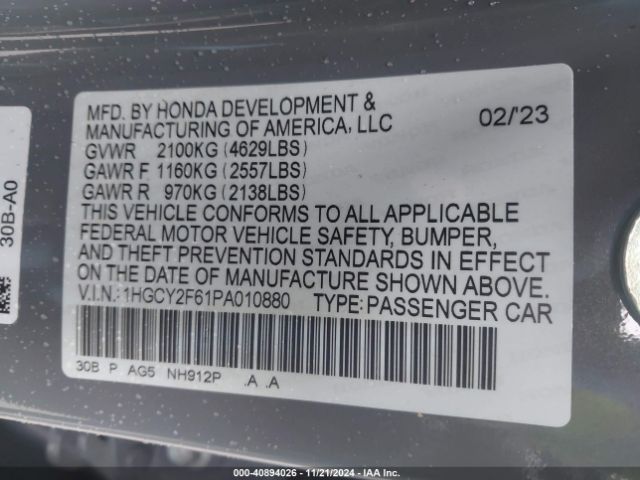 MFD. BY HONDA DEVELOPMENT &
MANUFACTURING OF AMERICA, LLC 02/'23
GVWR 2100KG (4629LBS)
GAWR F 1160KG (2557LBS)
GAWR R 970KG (2138LBS)
THIS VEHICLE CONFORMS TO ALL APPLICABLE
FEDERAL MOTOR VEHICLE SAFETY, BUMPER,
AND THEFT PREVENTION STANDARDS IN EFFECT
ON THE DATE OF MANUFACTURE SHOWN ABOVE.
V.I.N.: 1HGCY2F61PA010880 TYPE: PASSENGER CAR
30B P AG5 NH912P .A .A
30B-A0
000-40894026 - 11/21/2024 - IAA Inc.